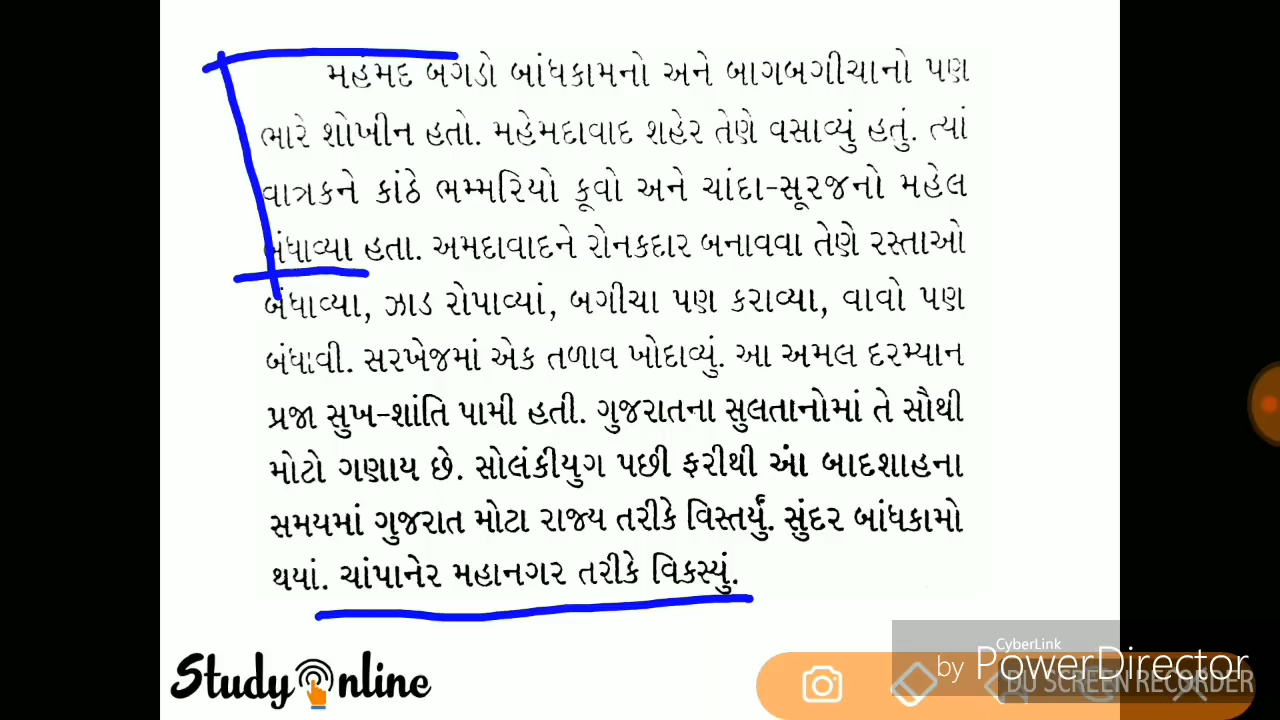 મહમદ બગડો બાંધકામનો અને બાગબગીચાનો પણ
ભારે શોખીન હતો. મહેમદાવાદ શહેર તેણે વસાવ્યું હતું. ત્યાં
વાત્રકને કાંઠે ભમ્મરિયો કૂવો અને ચાંદા-સૂરજનો મહેલ
બંધાવ્યા હતા. અમદાવાદને રોનકદાર બનાવવા તેણે રસ્તાઓ
બંધાવ્યા, ઝાડ રોપાવ્યાં, બગીચા પણ કરાવ્યા, વાવો પણ
બંધાવી. સરખેજમાં એક તળાવ ખોદાવ્યું. આ અમલ દરમ્યાન
પ્રજા સુખ-શાંતિ પામી હતી. ગુજરાતના સુલતાનોમાં તે સૌથી
મોટો ગણાય છે. સોલંકીયુગ પછી ફરીથી આં બાદશાહના
સમયમાં ગુજરાત મોટા રાજ્ય તરીકે વિસ્તર્યું. સુંદર બાંધકામો
થયાં. ચાંપાનેર મહાનગર તરીકે વિકસ્યું.
Study Online
CyberLink
by PowerDirector
DU SCREEN RECORDER